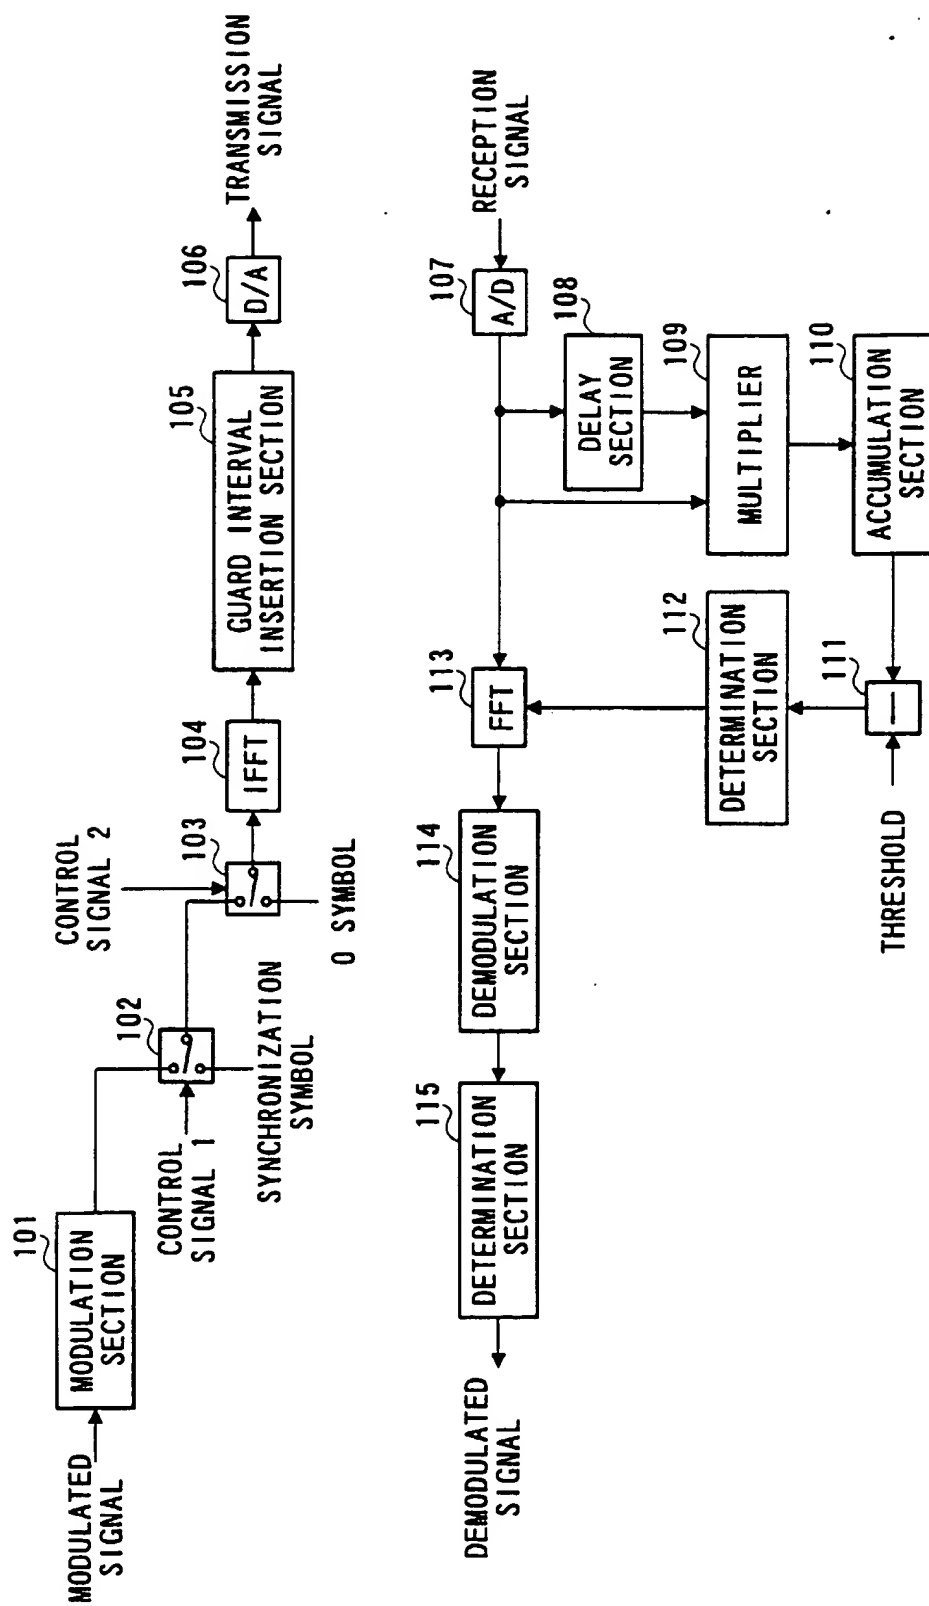 MODULATED
SIGNAL
101
MODULATION
SECTION
CONTROL
SIGNAL 1
102
SYNCHRONIZATION
SYMBOL
CONTROL
SIGNAL 2
103
0 SYMBOL
104
IFFT
105
GUARD INTERVAL
INSERTION SECTION
106
D/A
TRANSMISSION
SIGNAL
RECEPTION
SIGNAL
107
A/D
108
DELAY
SECTION
109
MULTIPLIER
110
ACCUMULATION
SECTION
111
—
THRESHOLD
112
DETERMINATION
SECTION
113
FFT
114
DEMODULATION
SECTION
115
DETERMINATION
SECTION
DEMODULATED
SIGNAL